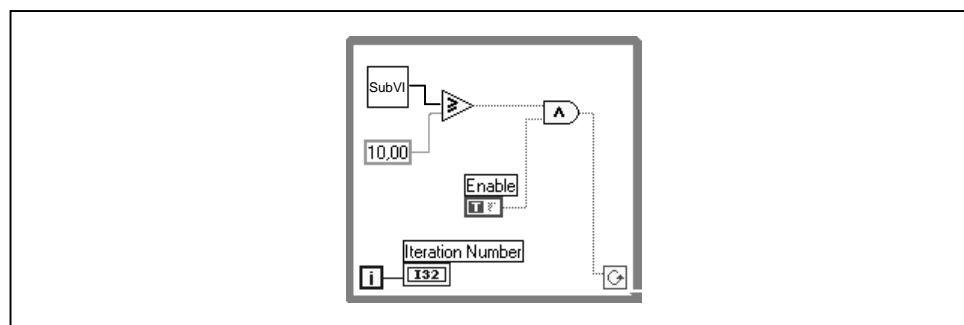 SubVI
10,00
Enable
T
Iteration Number
i
I32